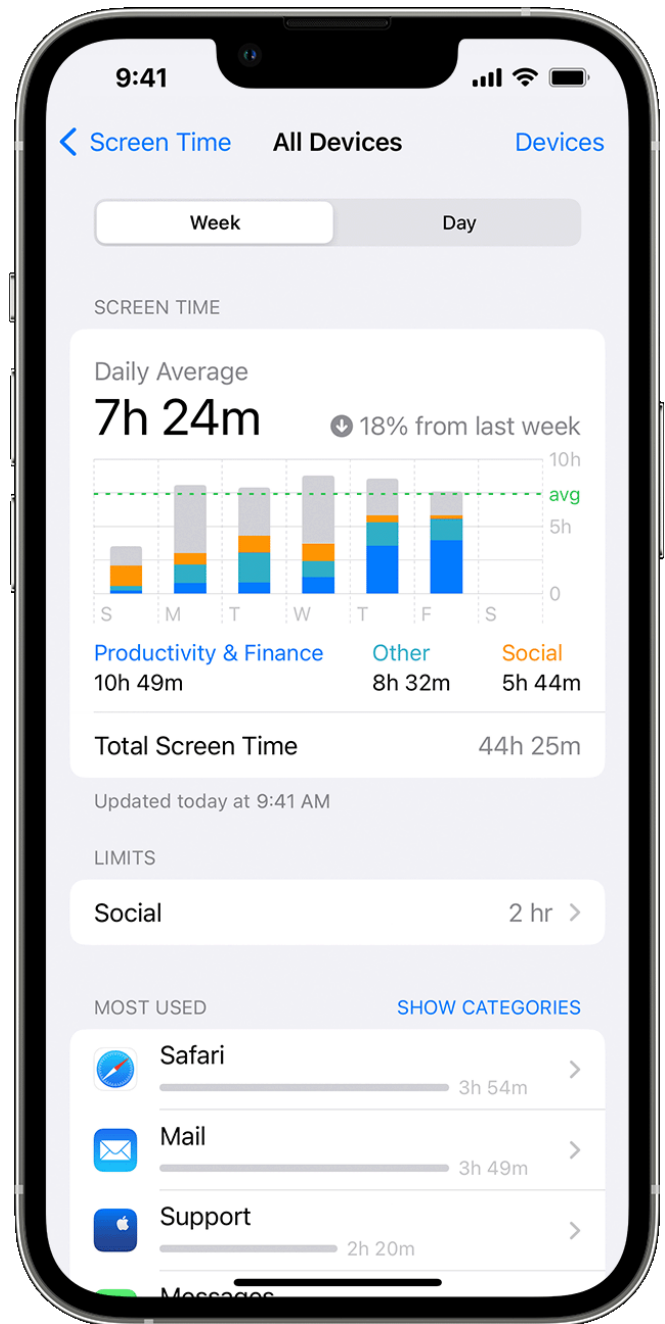 9:41
Screen Time All Devices Devices
Week Day
SCREEN TIME
Daily Average
7h 24m 18% from last week
10h
avg
5h
0
S M T W T F S
Productivity & Finance Other Social
10h 49m 8h 32m 5h 44m
Total Screen Time 44h 25m
Updated today at 9:41 AM
LIMITS
Social 2 hr
MOST USED SHOW CATEGORIES
Safari
3h 54m
Mail
3h 49m
Support
2h 20m
Messages